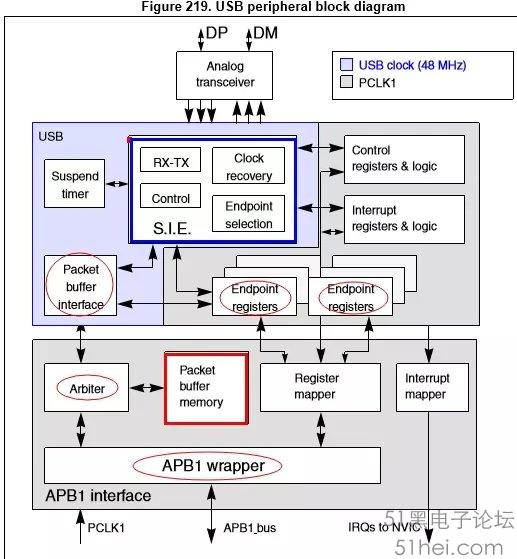 Figure 219. USB peripheral block diagram
DP
DM
Analog
transceiver
USB clock (48 MHz)
PCLK1
USB
Suspend
timer
RX-TX
Clock
recovery
Control
Endpoint
selection
S.I.E.
Control
registers & logic
Interrupt
registers & logic
Packet
buffer
interface
Endpoint
registers
Endpoint
registers
Arbiter
Packet
buffer
memory
Register
mapper
Interrupt
mapper
APB1 wrapper
APB1 interface
PCLK1
APB1_bus
IRQs to NVIC
51黑电子论坛
51hei.com